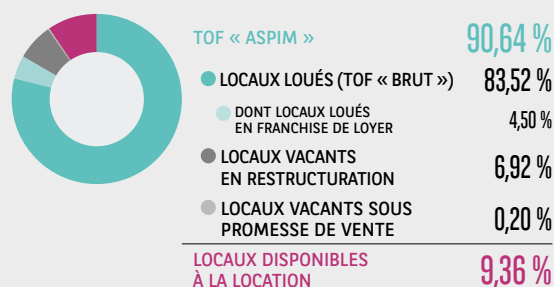 TOF « ASPIM » 90,64 %
LOCAUX LOUÉS (TOF « BRUT ») 83,52 %
DONT LOCAUX LOUÉS
EN FRANCHISE DE LOYER 4,50 %
LOCAUX VACANTS
EN RESTRUCTURATION 6,92 %
LOCAUX VACANTS SOUS
PROMESSE DE VENTE 0,20 %
LOCAUX DISPONIBLES
À LA LOCATION 9,36 %